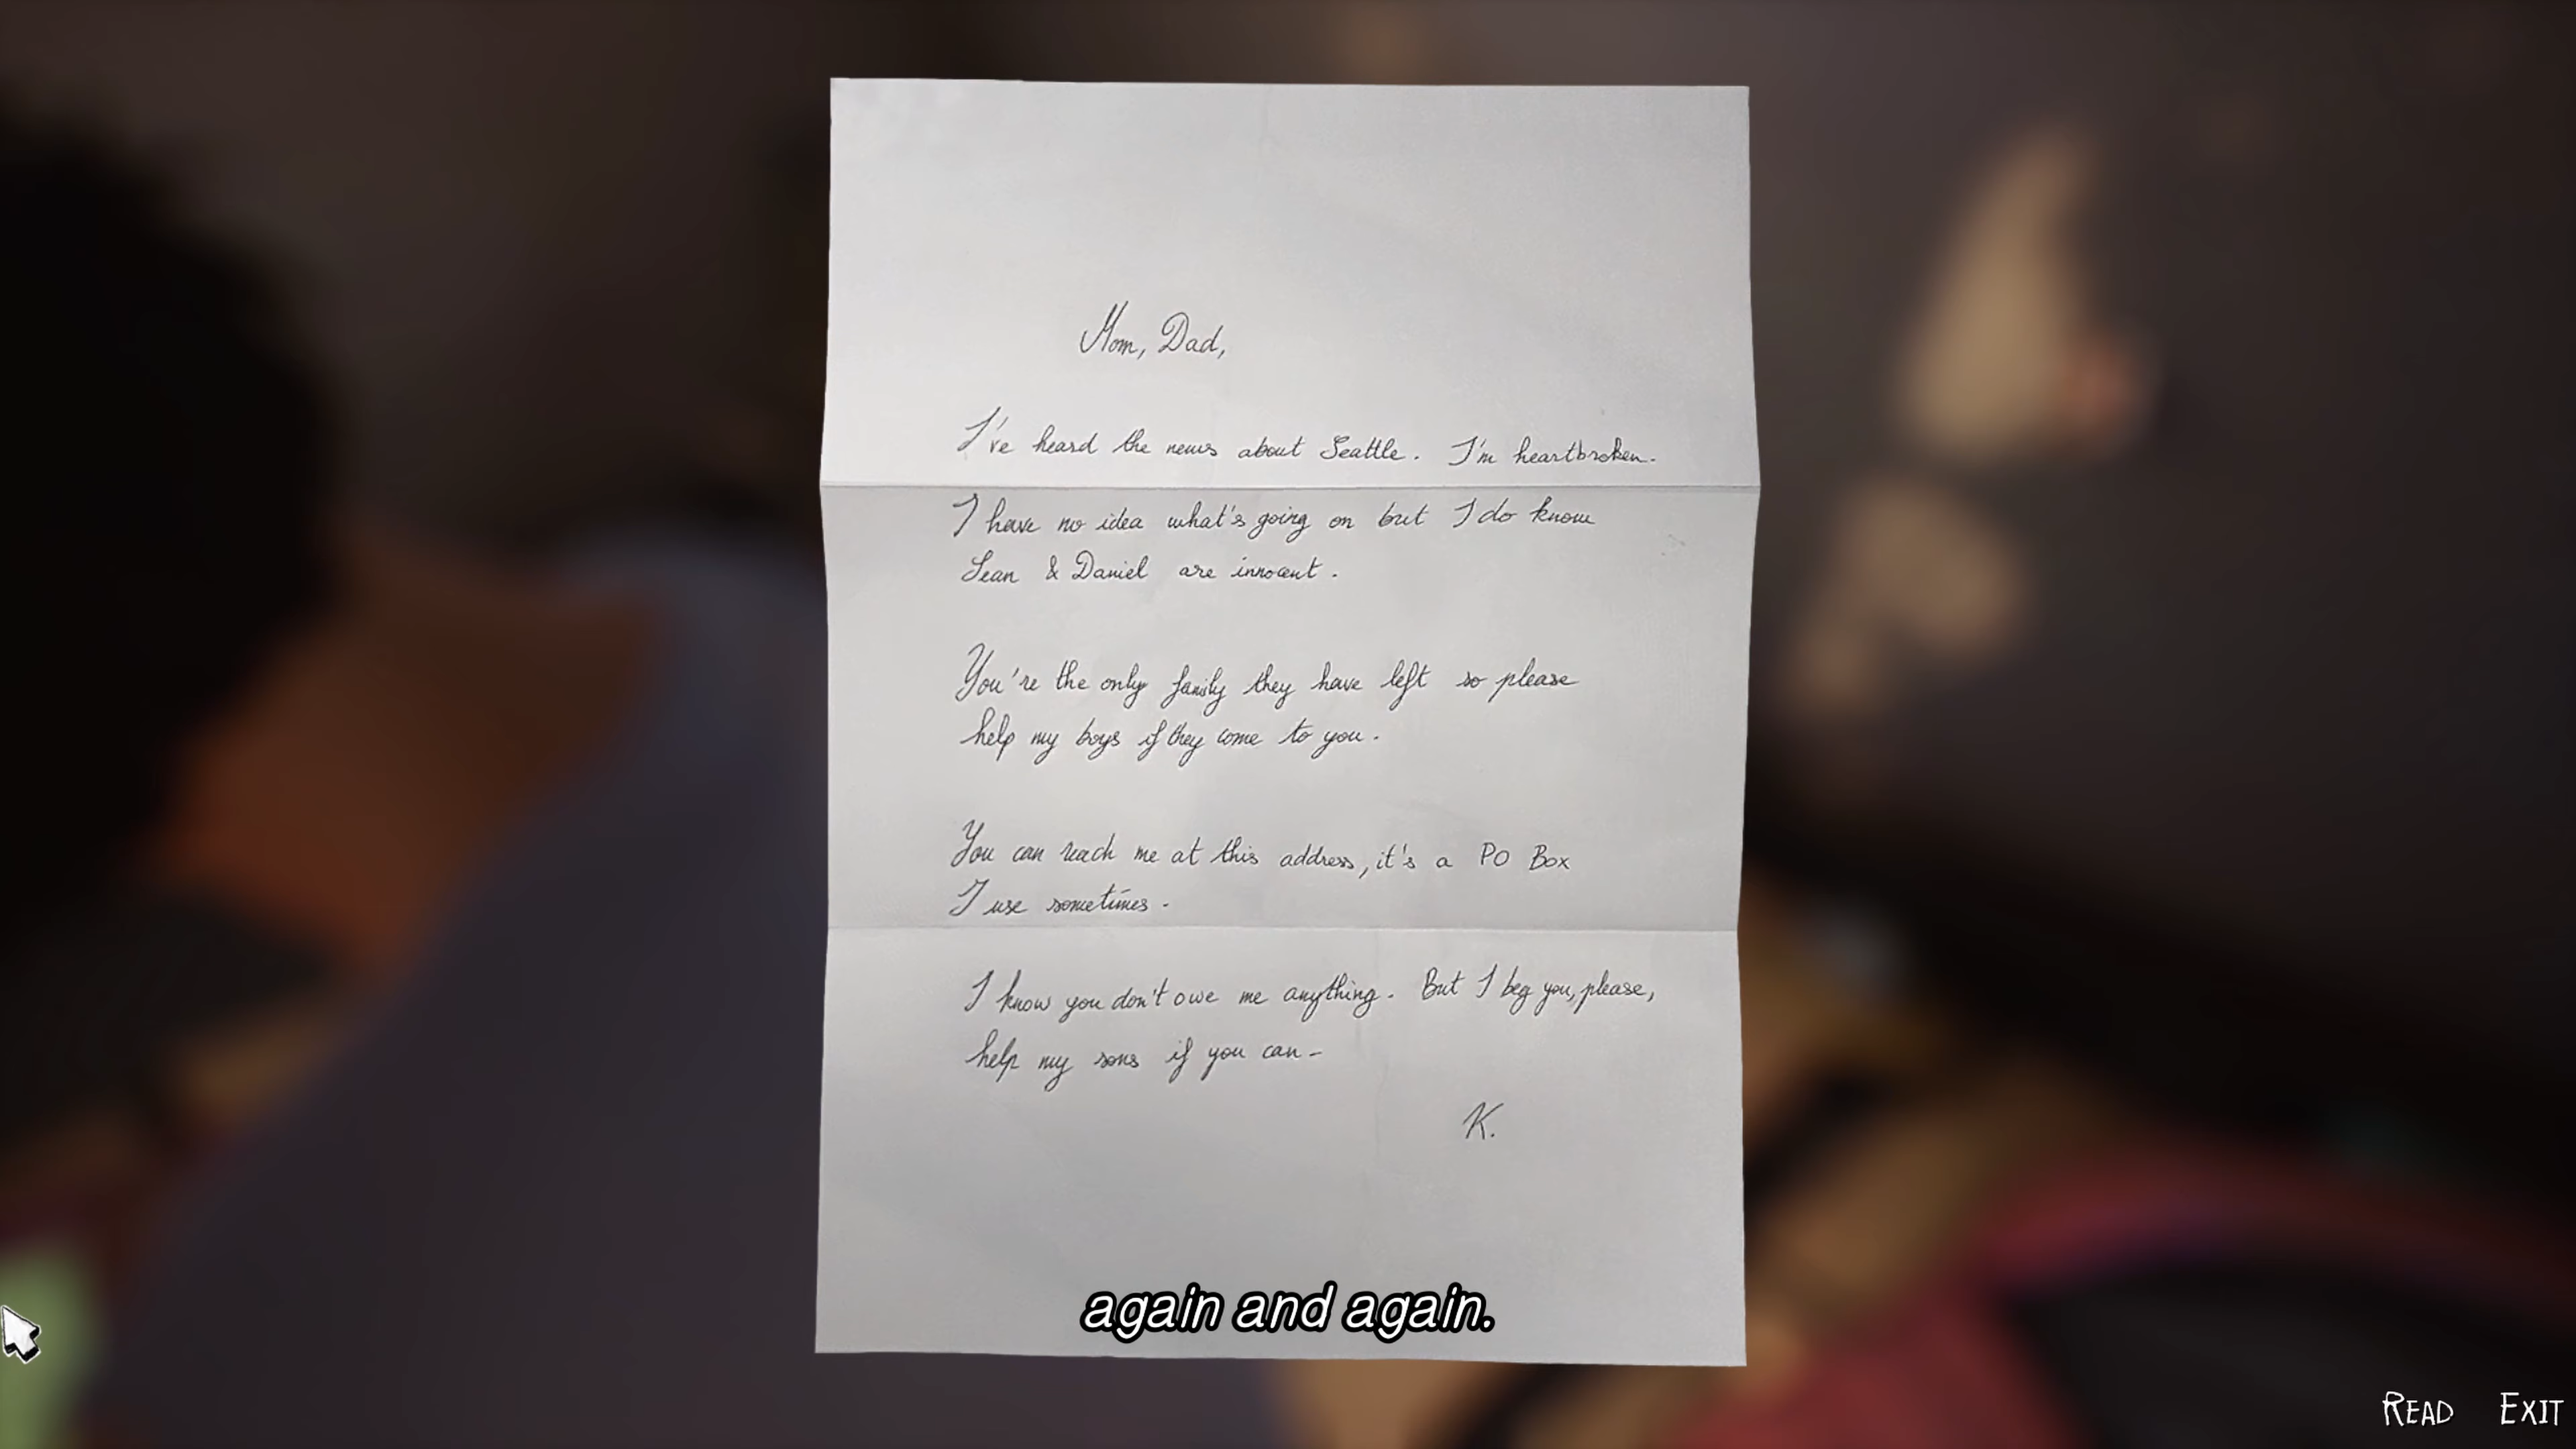 Mom, Dad,
I've heard the news about Seattle. I'm heartbroken.
I have no idea what's going on but I do know
Sean & Daniel are innocent.
You're the only family they have left so please
help my boys if they come to you.
You can reach me at this address, it's a PO Box
I use sometimes.
I know you don't owe me anything. But I beg you, please,
help my sons if you can-
K.
again and again.
READ EXIT